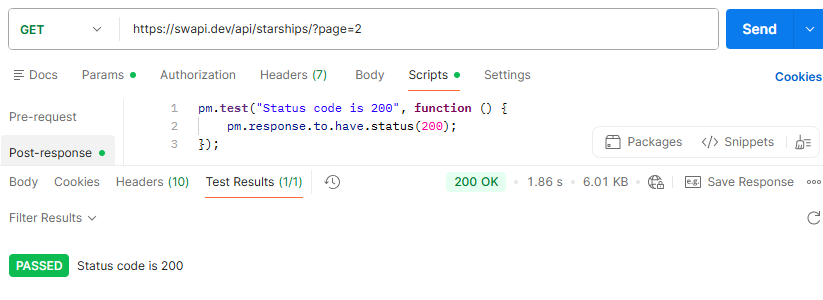 GET https://swapi.dev/api/starships/?page=2 Send
Docs Params Authorization Headers (7) Body Scripts Settings Cookies
Pre-request
Post-response
1 pm.test("Status code is 200", function () {
2 pm.response.to.have.status(200);
3 });
Packages Snippets
Body Cookies Headers (10) Test Results (1/1) 200 OK 1.86 s 6.01 KB e.g. Save Response
Filter Results
PASSED Status code is 200